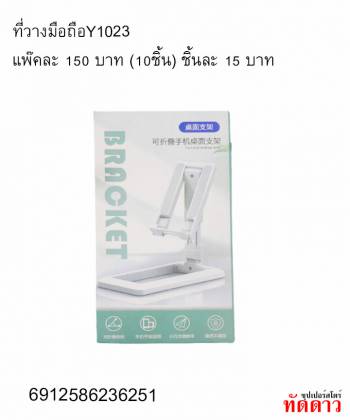 ที่วางมือถือY1023
แพ๊คละ 150 บาท (10ชิ้น) ชิ้นละ 15 บาท
桌面支架
可折叠手机桌面支架
BRACKET
6912586236251
ซุปเปอร์สโตร์
ทัดดาว